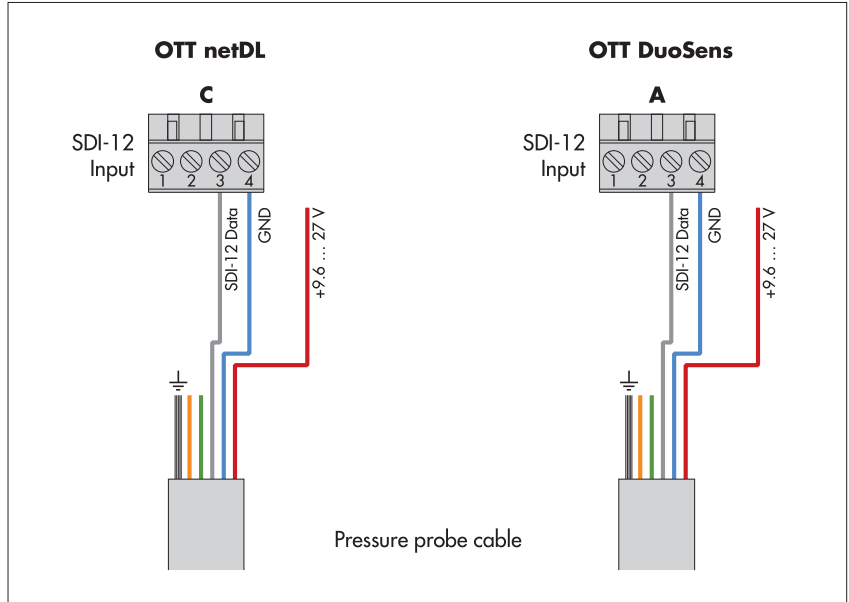 OTT netDL
C
SDI-12
Input
1 2 3 4
SDI-12 Data
GND
+9.6 ... 27 V
OTT DuoSens
A
SDI-12
Input
1 2 3 4
SDI-12 Data
GND
+9.6 ... 27 V
Pressure probe cable